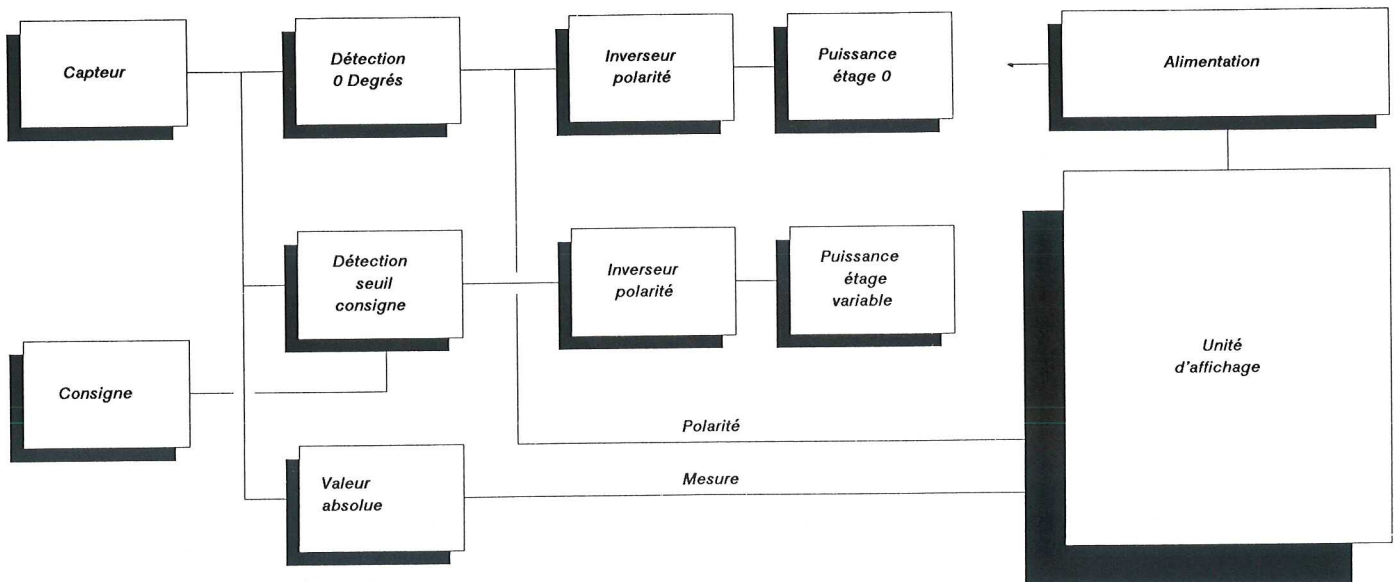 Capteur
Détection
0 Degrés
Inverseur
polarité
Puissance
étage 0
Alimentation
Détection
seuil
consigne
Inverseur
polarité
Puissance
étage
variable
Unité
d'affichage
Consigne
Polarité
Mesure
Valeur
absolue